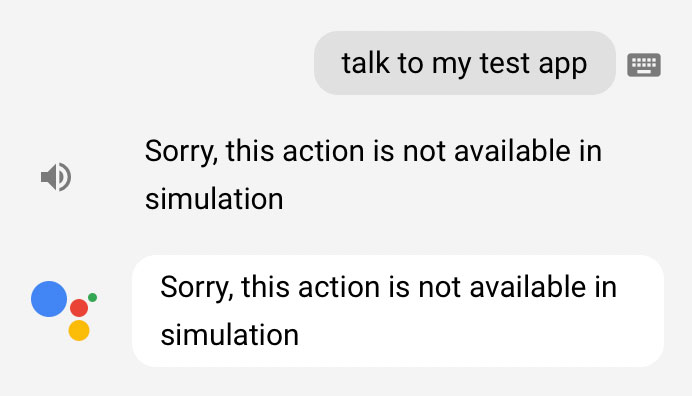 talk to my test app
Sorry, this action is not available in
simulation
Sorry, this action is not available in
simulation